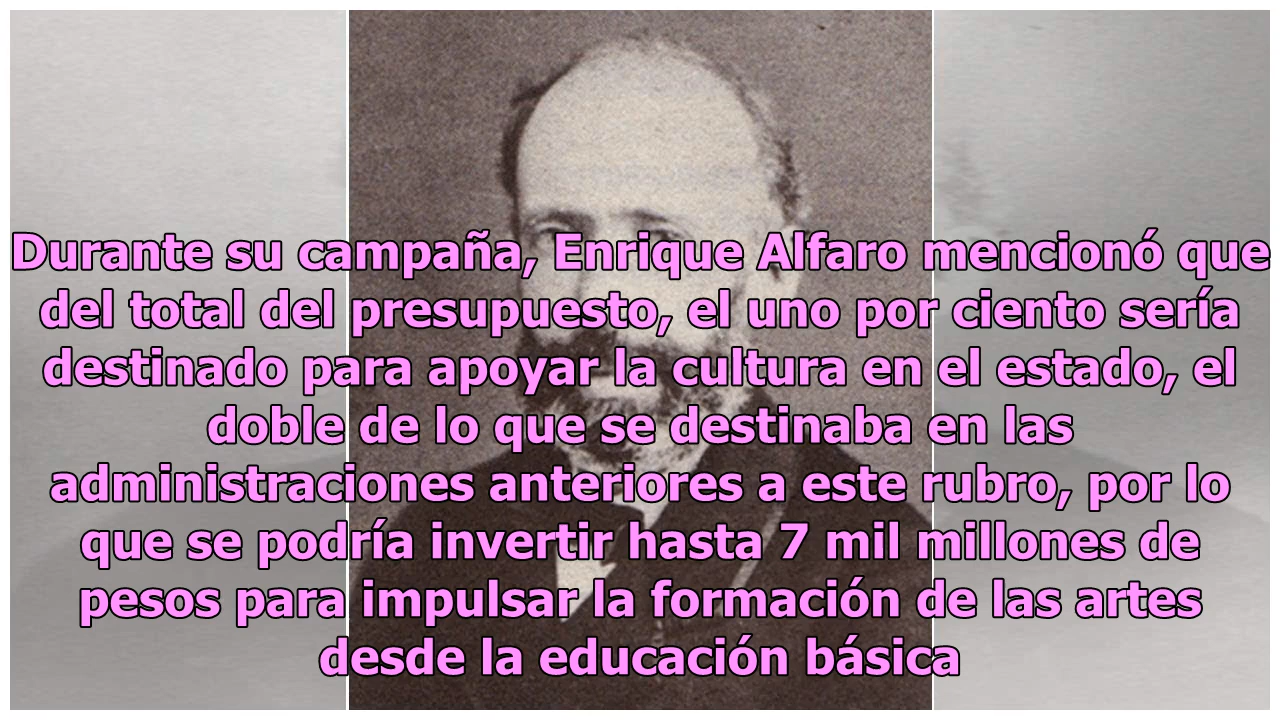 Durante su campaña, Enrique Alfaro mencionó que
del total del presupuesto, el uno por ciento sería
destinado para apoyar la cultura en el estado, el
doble de lo que se destinaba en las
administraciones anteriores a este rubro, por lo
que se podría invertir hasta 7 mil millones de
pesos para impulsar la formación de las artes
desde la educación básica